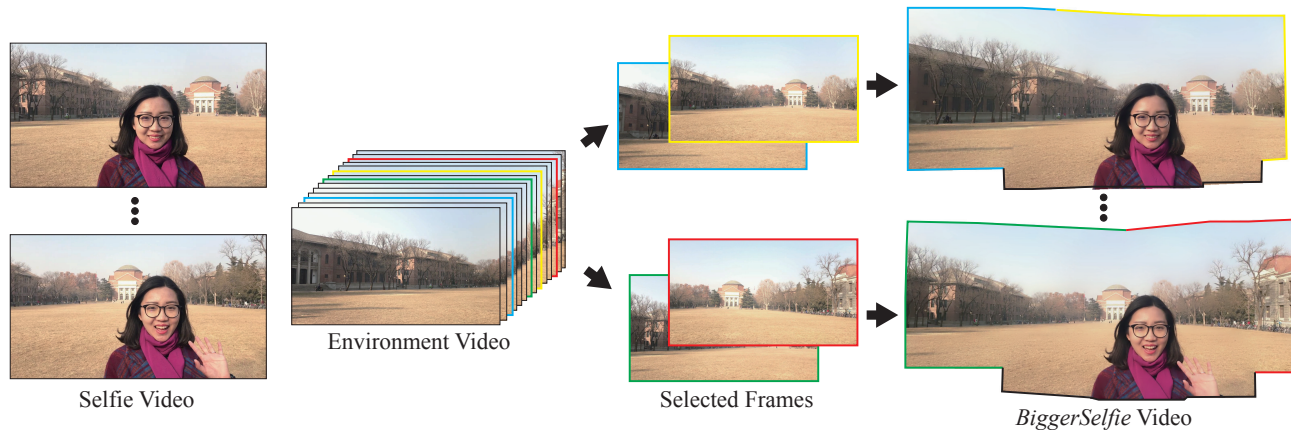 Selfie Video
Environment Video
Selected Frames
BiggerSelfie Video